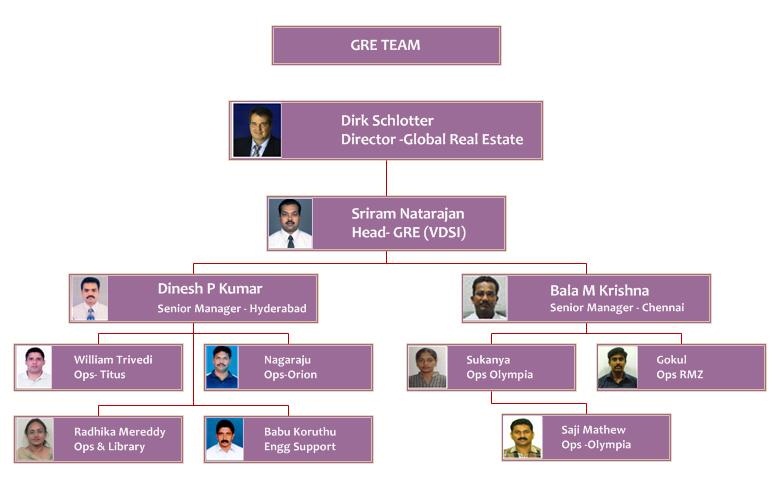 GRE TEAM
Dirk Schlotter
Director -Global Real Estate
Sriram Natarajan
Head- GRE (VDSI)
Dinesh P Kumar
Senior Manager - Hyderabad
Bala M Krishna
Senior Manager - Chennai
William Trivedi
Ops- Titus
Nagaraju
Ops-Orion
Sukanya
Ops Olympia
Gokul
Ops RMZ
Radhika Mereddy
Ops & Library
Babu Koruthu
Engg Support
Saji Mathew
Ops -Olympia